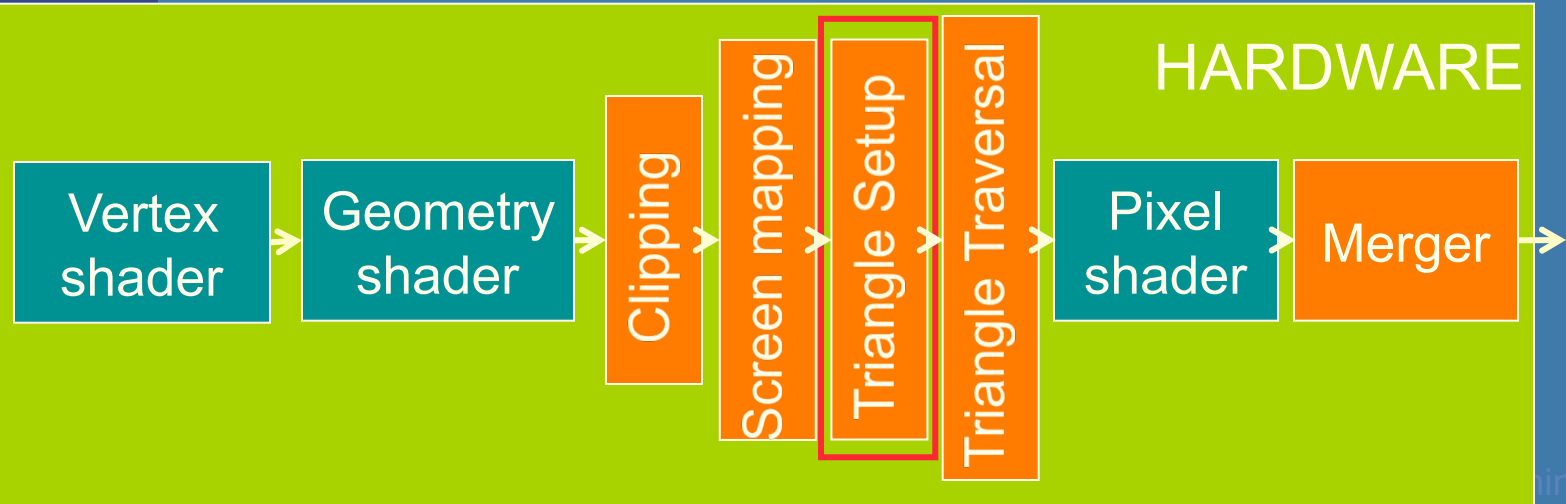 HARDWARE
Vertex
shader
Geometry
shader
Clipping
Screen mapping
Triangle Setup
Triangle Traversal
Pixel
shader
Merger